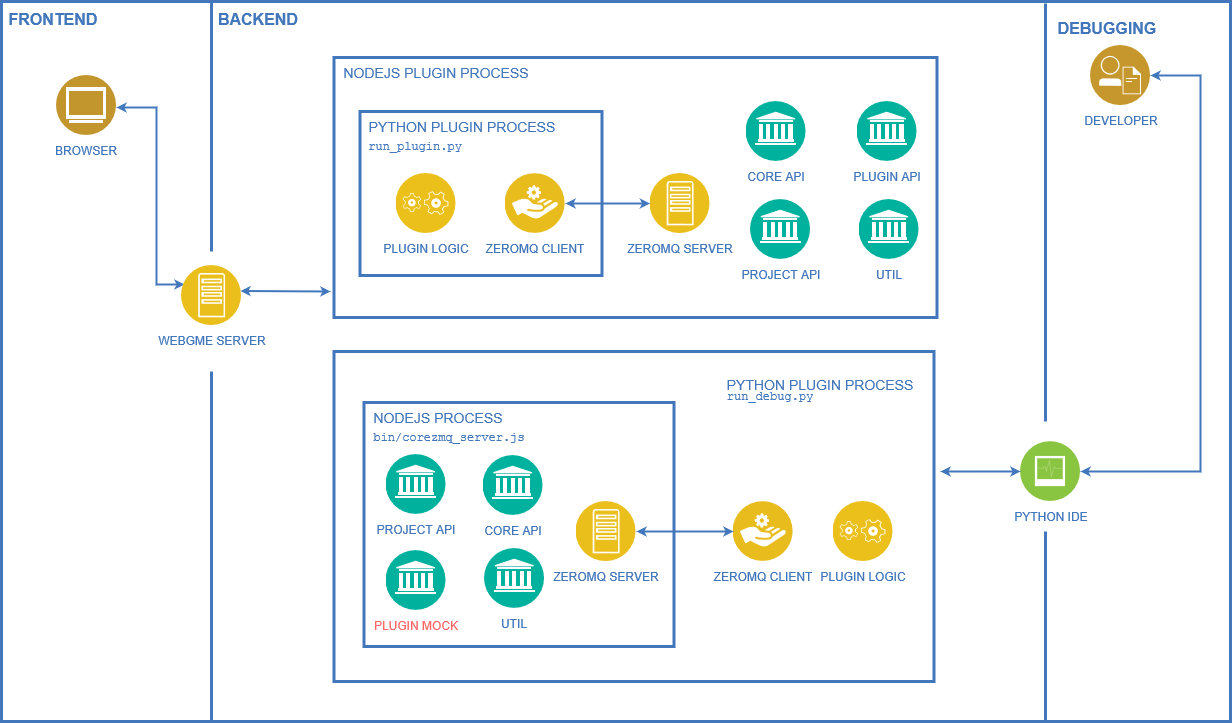 FRONTEND
BACKEND
DEBUGGING
NODEJS PLUGIN PROCESS
PYTHON PLUGIN PROCESS
run_plugin.py
BROWSER
DEVELOPER
CORE API
PLUGIN API
PLUGIN LOGIC
ZEROMQ CLIENT
ZEROMQ SERVER
PROJECT API
UTIL
WEBGME SERVER
PYTHON PLUGIN PROCESS
run_debug.py
NODEJS PROCESS
bin/corezmq_server.js
PROJECT API
CORE API
PYTHON IDE
ZEROMQ SERVER
ZEROMQ CLIENT
PLUGIN LOGIC
PLUGIN MOCK
UTIL